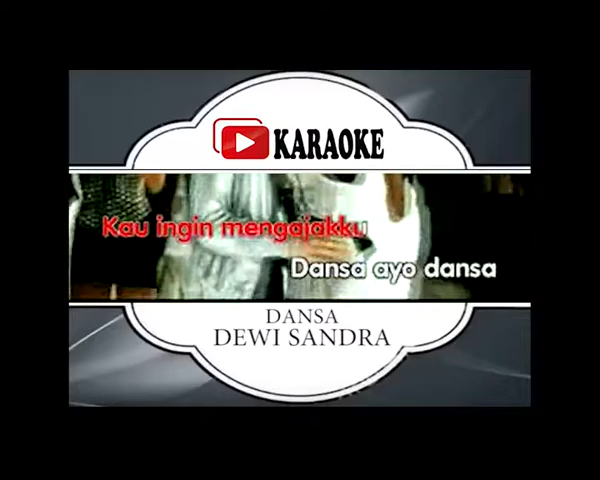 KARAOKE
Kau ingin mengajakku
Dansa ayo dansa
DANSA
DEWI SANDRA